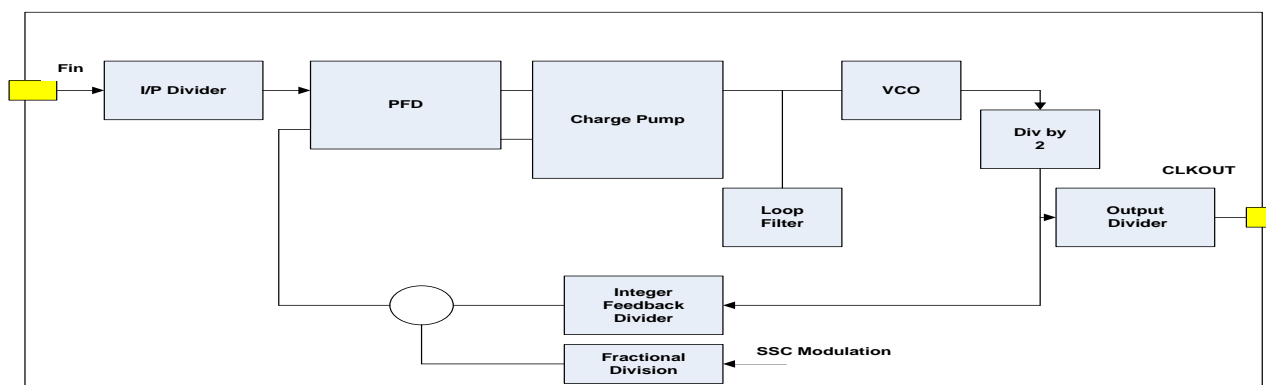 Fin
I/P Divider
PFD
Charge Pump
VCO
Div by
2
CLKOUT
Loop
Filter
Output
Divider
Integer
Feedback
Divider
SSC Modulation
Fractional
Division